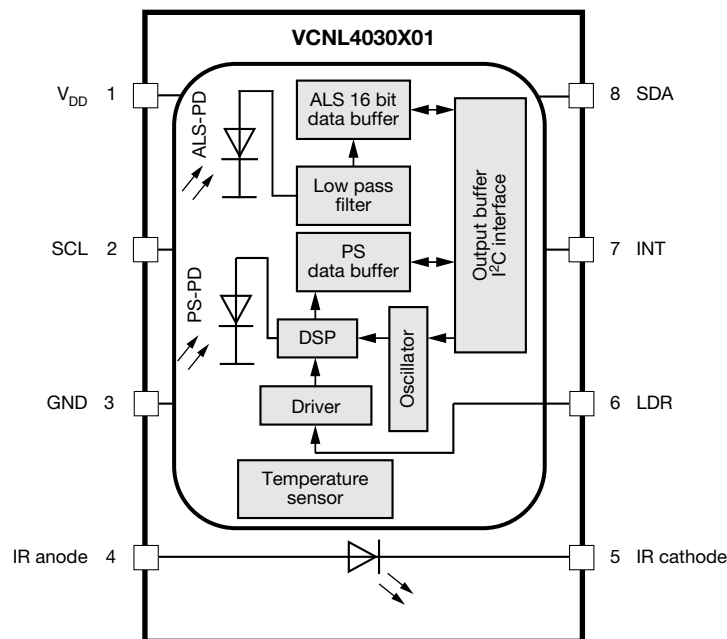 VCNL4030X01
V_DD 1
8 SDA
ALS-PD
ALS 16 bit
data buffer
Low pass
filter
Output buffer
I²C interface
SCL 2
7 INT
PS-PD
PS
data buffer
DSP
Oscillator
GND 3
6 LDR
Driver
Temperature
sensor
IR anode 4
5 IR cathode